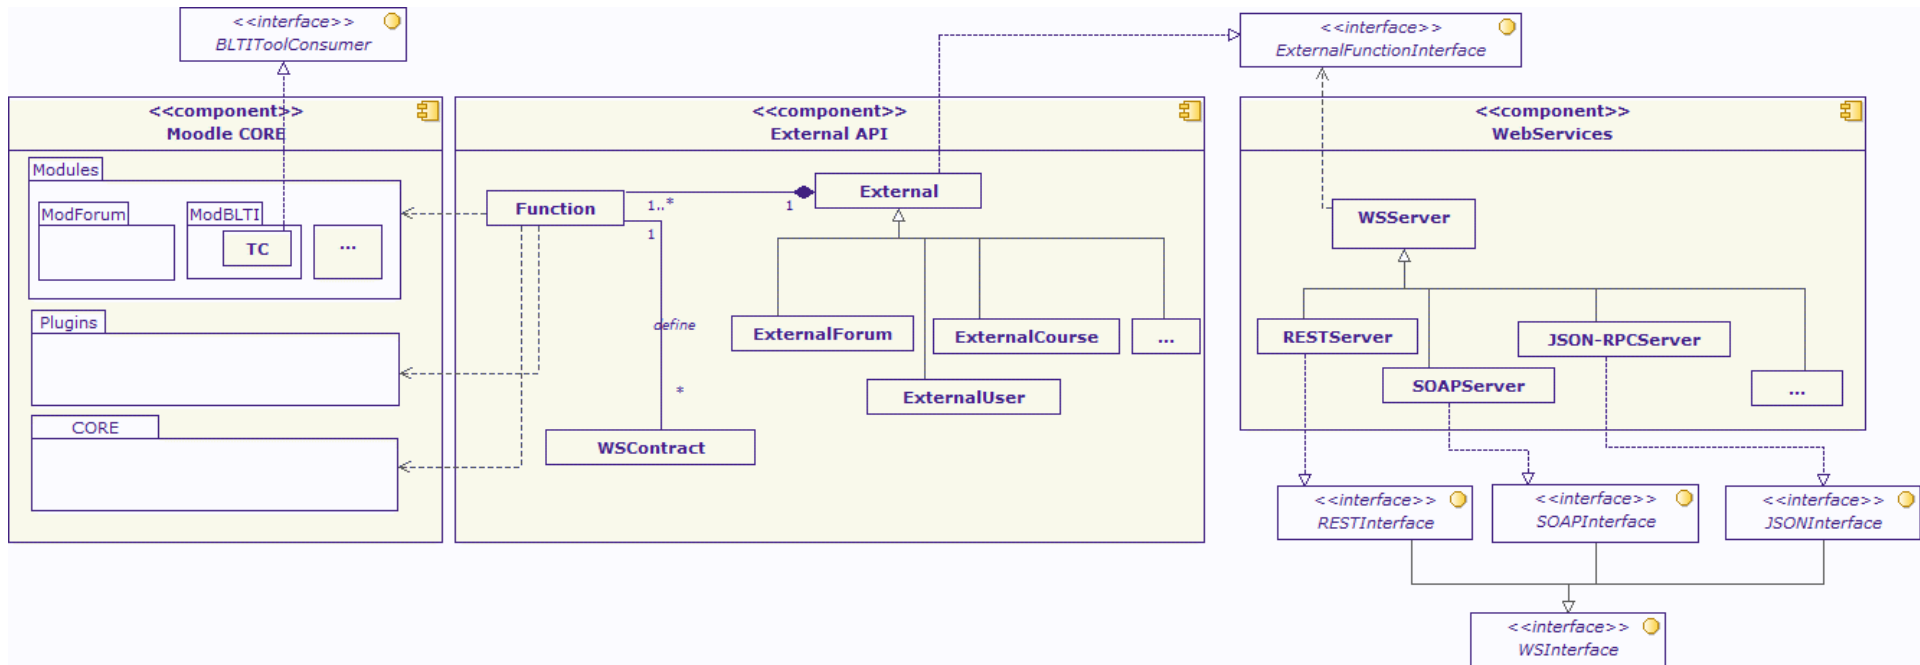 <<interface>>
BLTIToolConsumer
<<interface>>
ExternalFunctionInterface
<<component>>
Moodle CORE
Modules
ModForum
ModBLTI
TC
...
Plugins
CORE
<<component>>
External API
Function
1..*
1
External
1
define
*
WSContract
ExternalForum
ExternalCourse
...
ExternalUser
<<component>>
WebServices
WSServer
RESTServer
JSON-RPCServer
SOAPServer
...
<<interface>>
RESTInterface
<<interface>>
SOAPInterface
<<interface>>
JSONInterface
<<interface>>
WSInterface